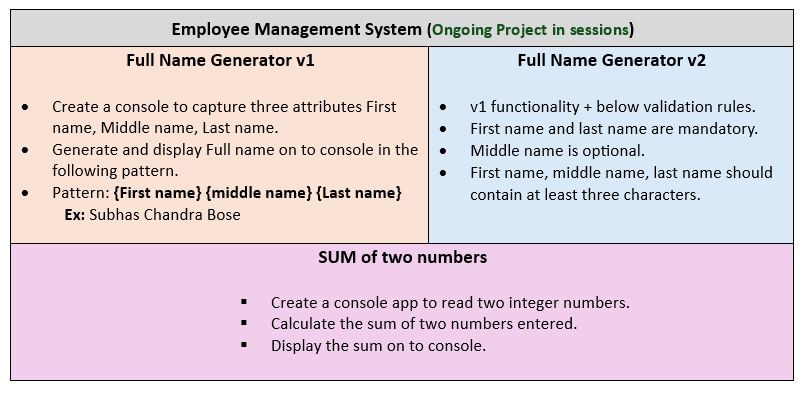 Employee Management System (Ongoing Project in sessions)
Full Name Generator v1
• Create a console to capture three attributes First
name, Middle name, Last name.
• Generate and display Full name on to console in the
following pattern.
• Pattern: {First name} {middle name} {Last name}
Ex: Subhas Chandra Bose
Full Name Generator v2
• v1 functionality + below validation rules.
• First name and last name are mandatory.
• Middle name is optional.
• First name, middle name, last name should
contain at least three characters.
SUM of two numbers
▪ Create a console app to read two integer numbers.
▪ Calculate the sum of two numbers entered.
▪ Display the sum on to console.